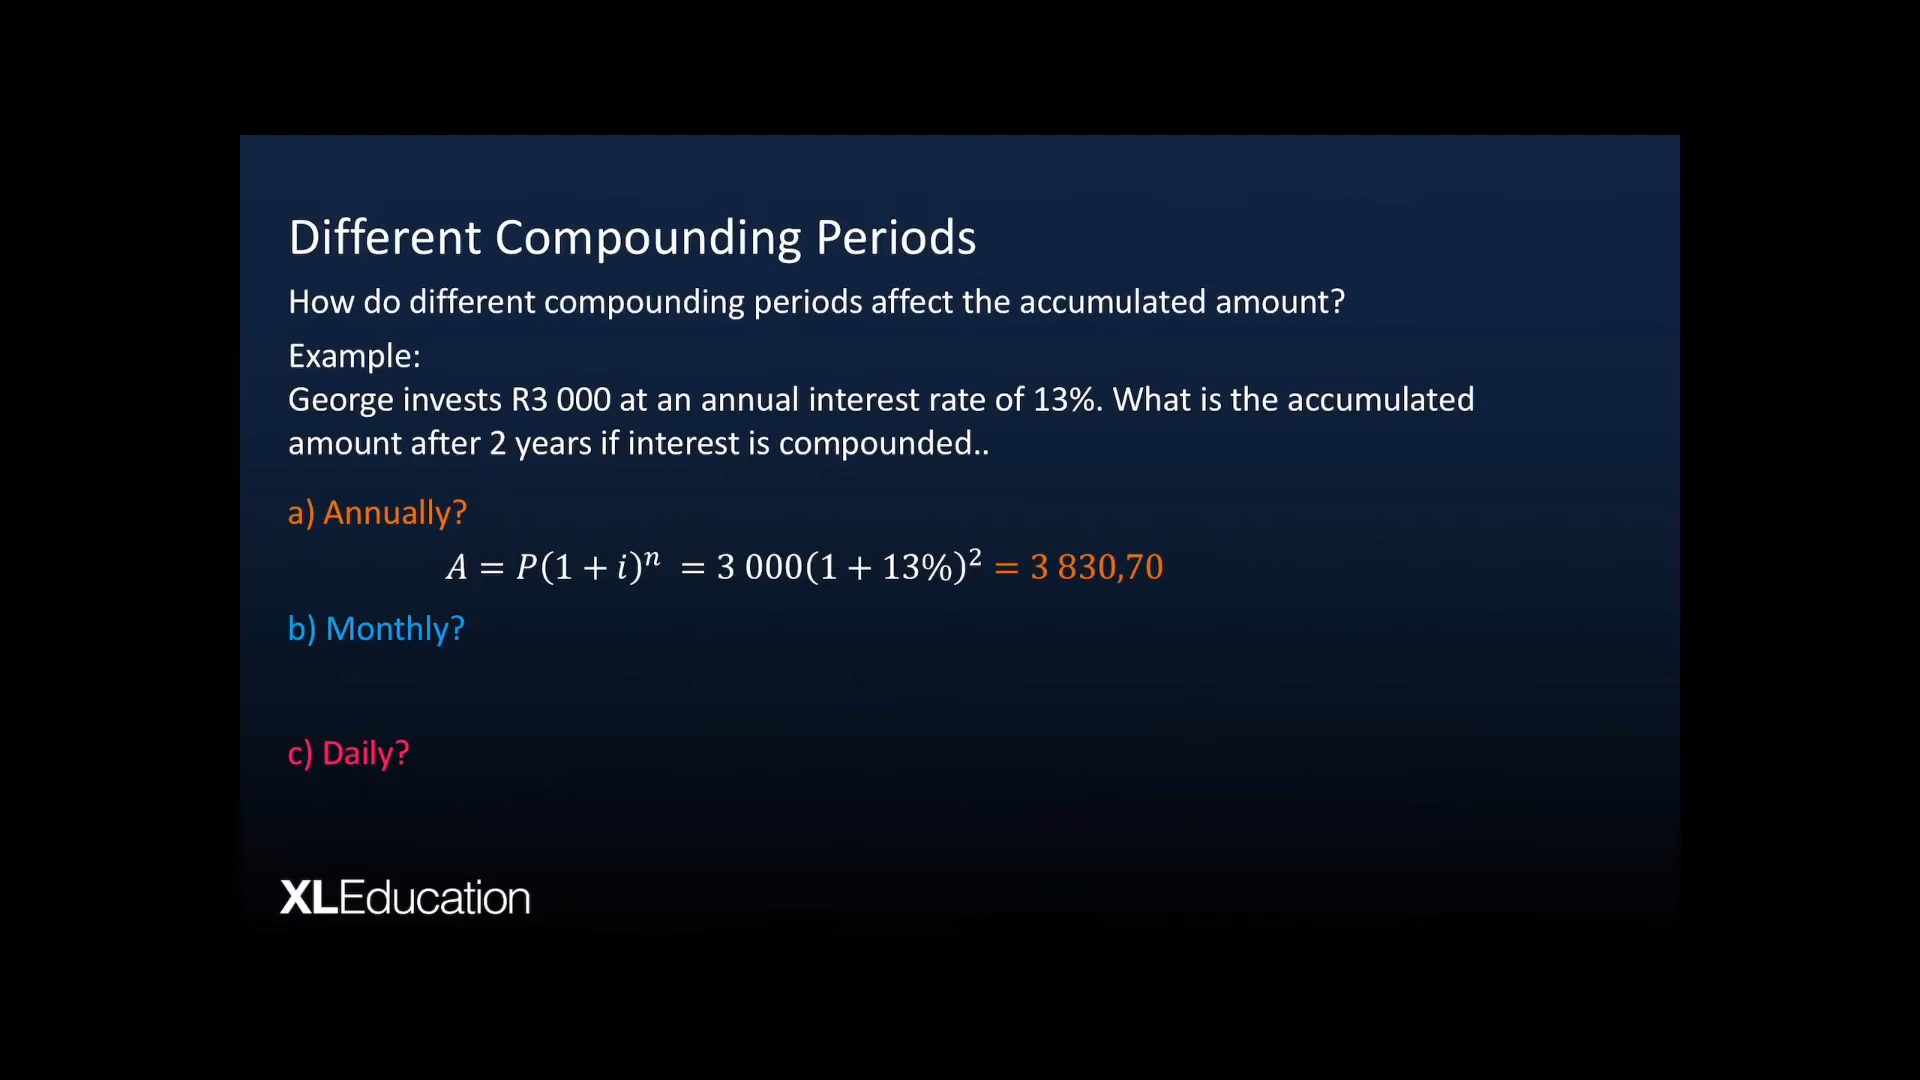 Different Compounding Periods
How do different compounding periods affect the accumulated amount?
Example:
George invests R3 000 at an annual interest rate of 13%. What is the accumulated
amount after 2 years if interest is compounded..
a) Annually?
A = P(1 + i)ⁿ = 3 000(1 + 13%)² = 3 830,70
b) Monthly?
c) Daily?
XLEducation